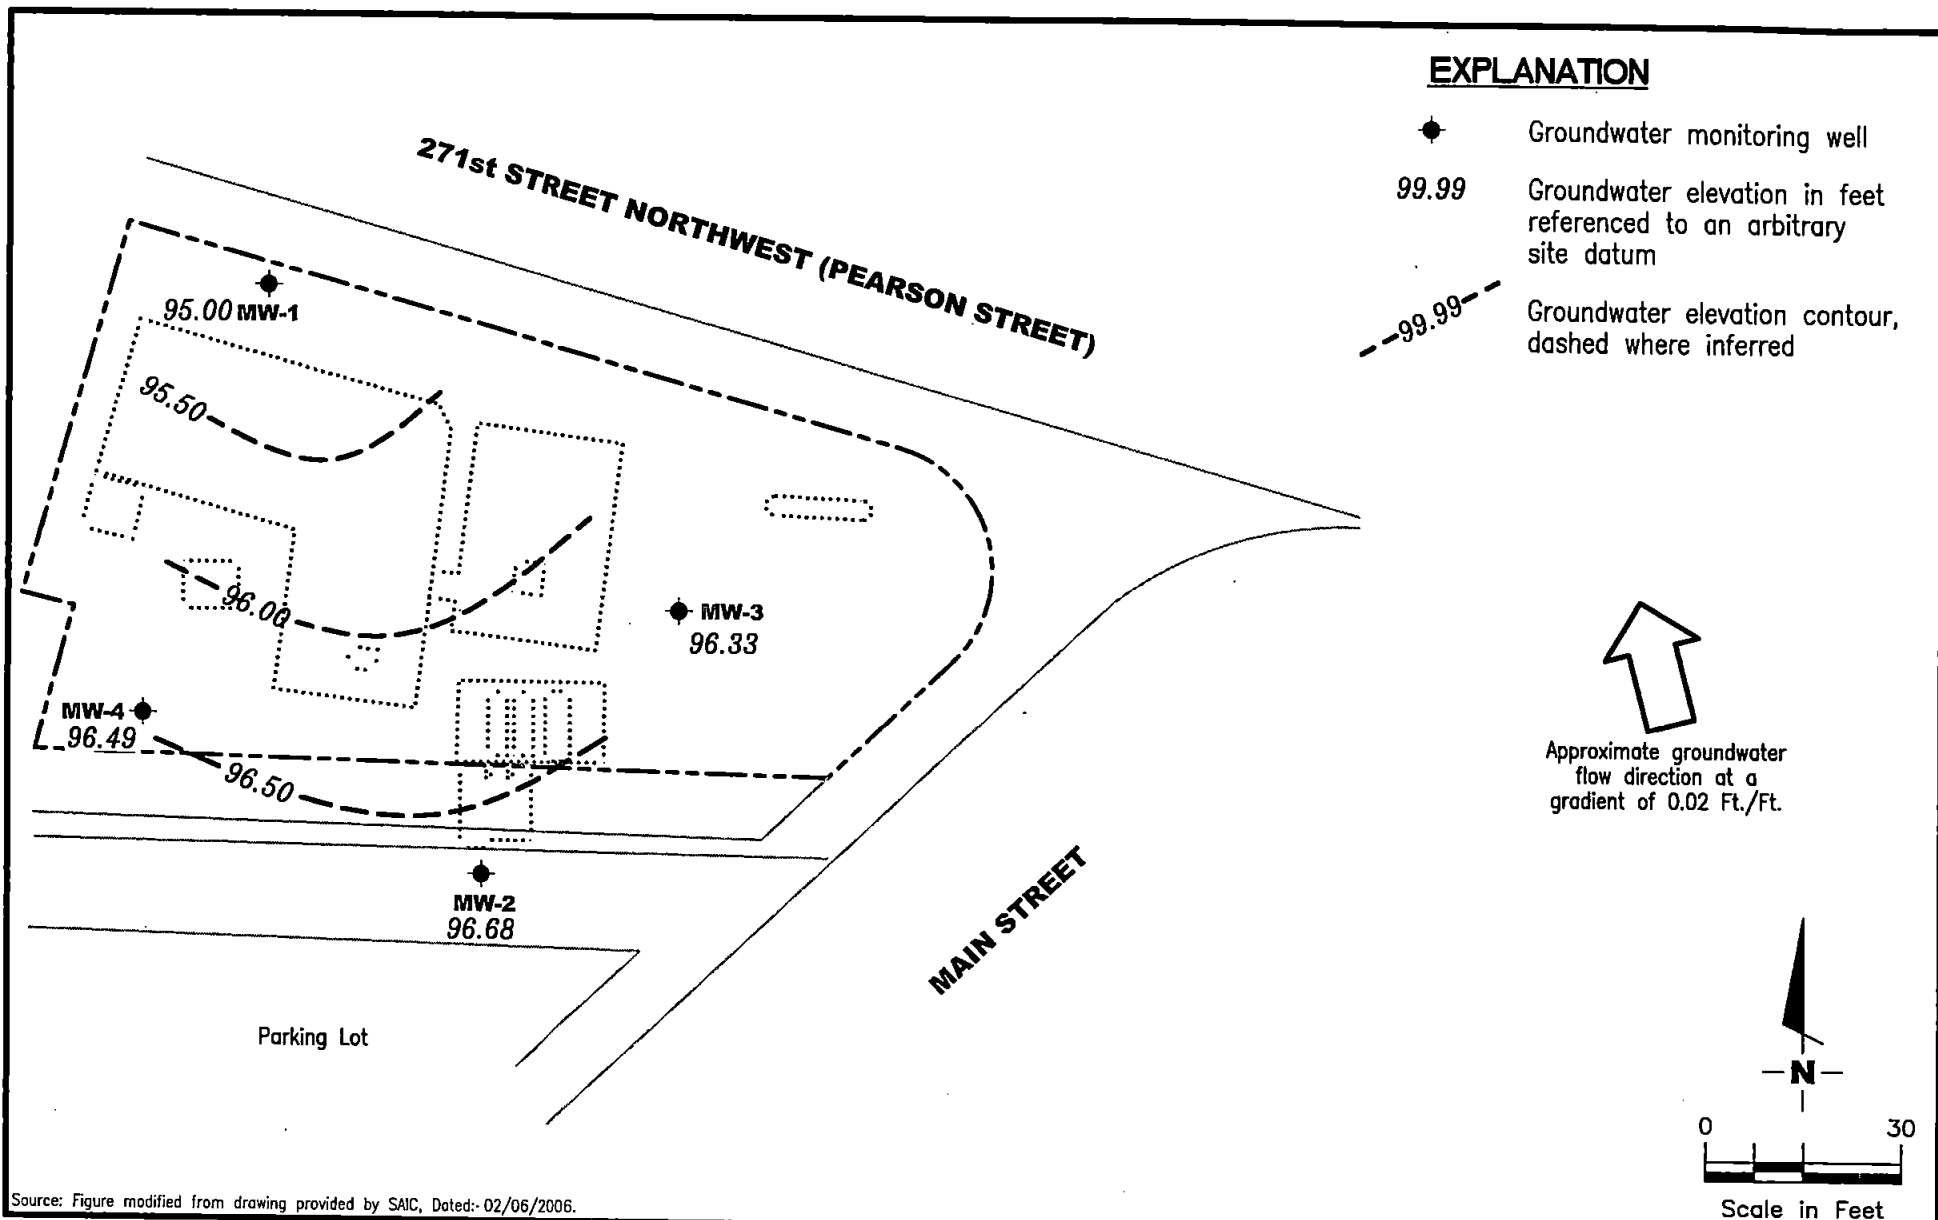 EXPLANATION
Groundwater monitoring well
99.99
Groundwater elevation in feet
referenced to an arbitrary
site datum
99.99
Groundwater elevation contour,
dashed where inferred
271st STREET NORTHWEST (PEARSON STREET)
95.00 MW-1
95.50
96.00
MW-3
96.33
MW-4
96.49
96.50
MW-2
96.68
MAIN STREET
Parking Lot
Approximate groundwater
flow direction at a
gradient of 0.02 Ft./Ft.
N
0 30
Scale in Feet
Source: Figure modified from drawing provided by SAIC, Dated:- 02/06/2006.